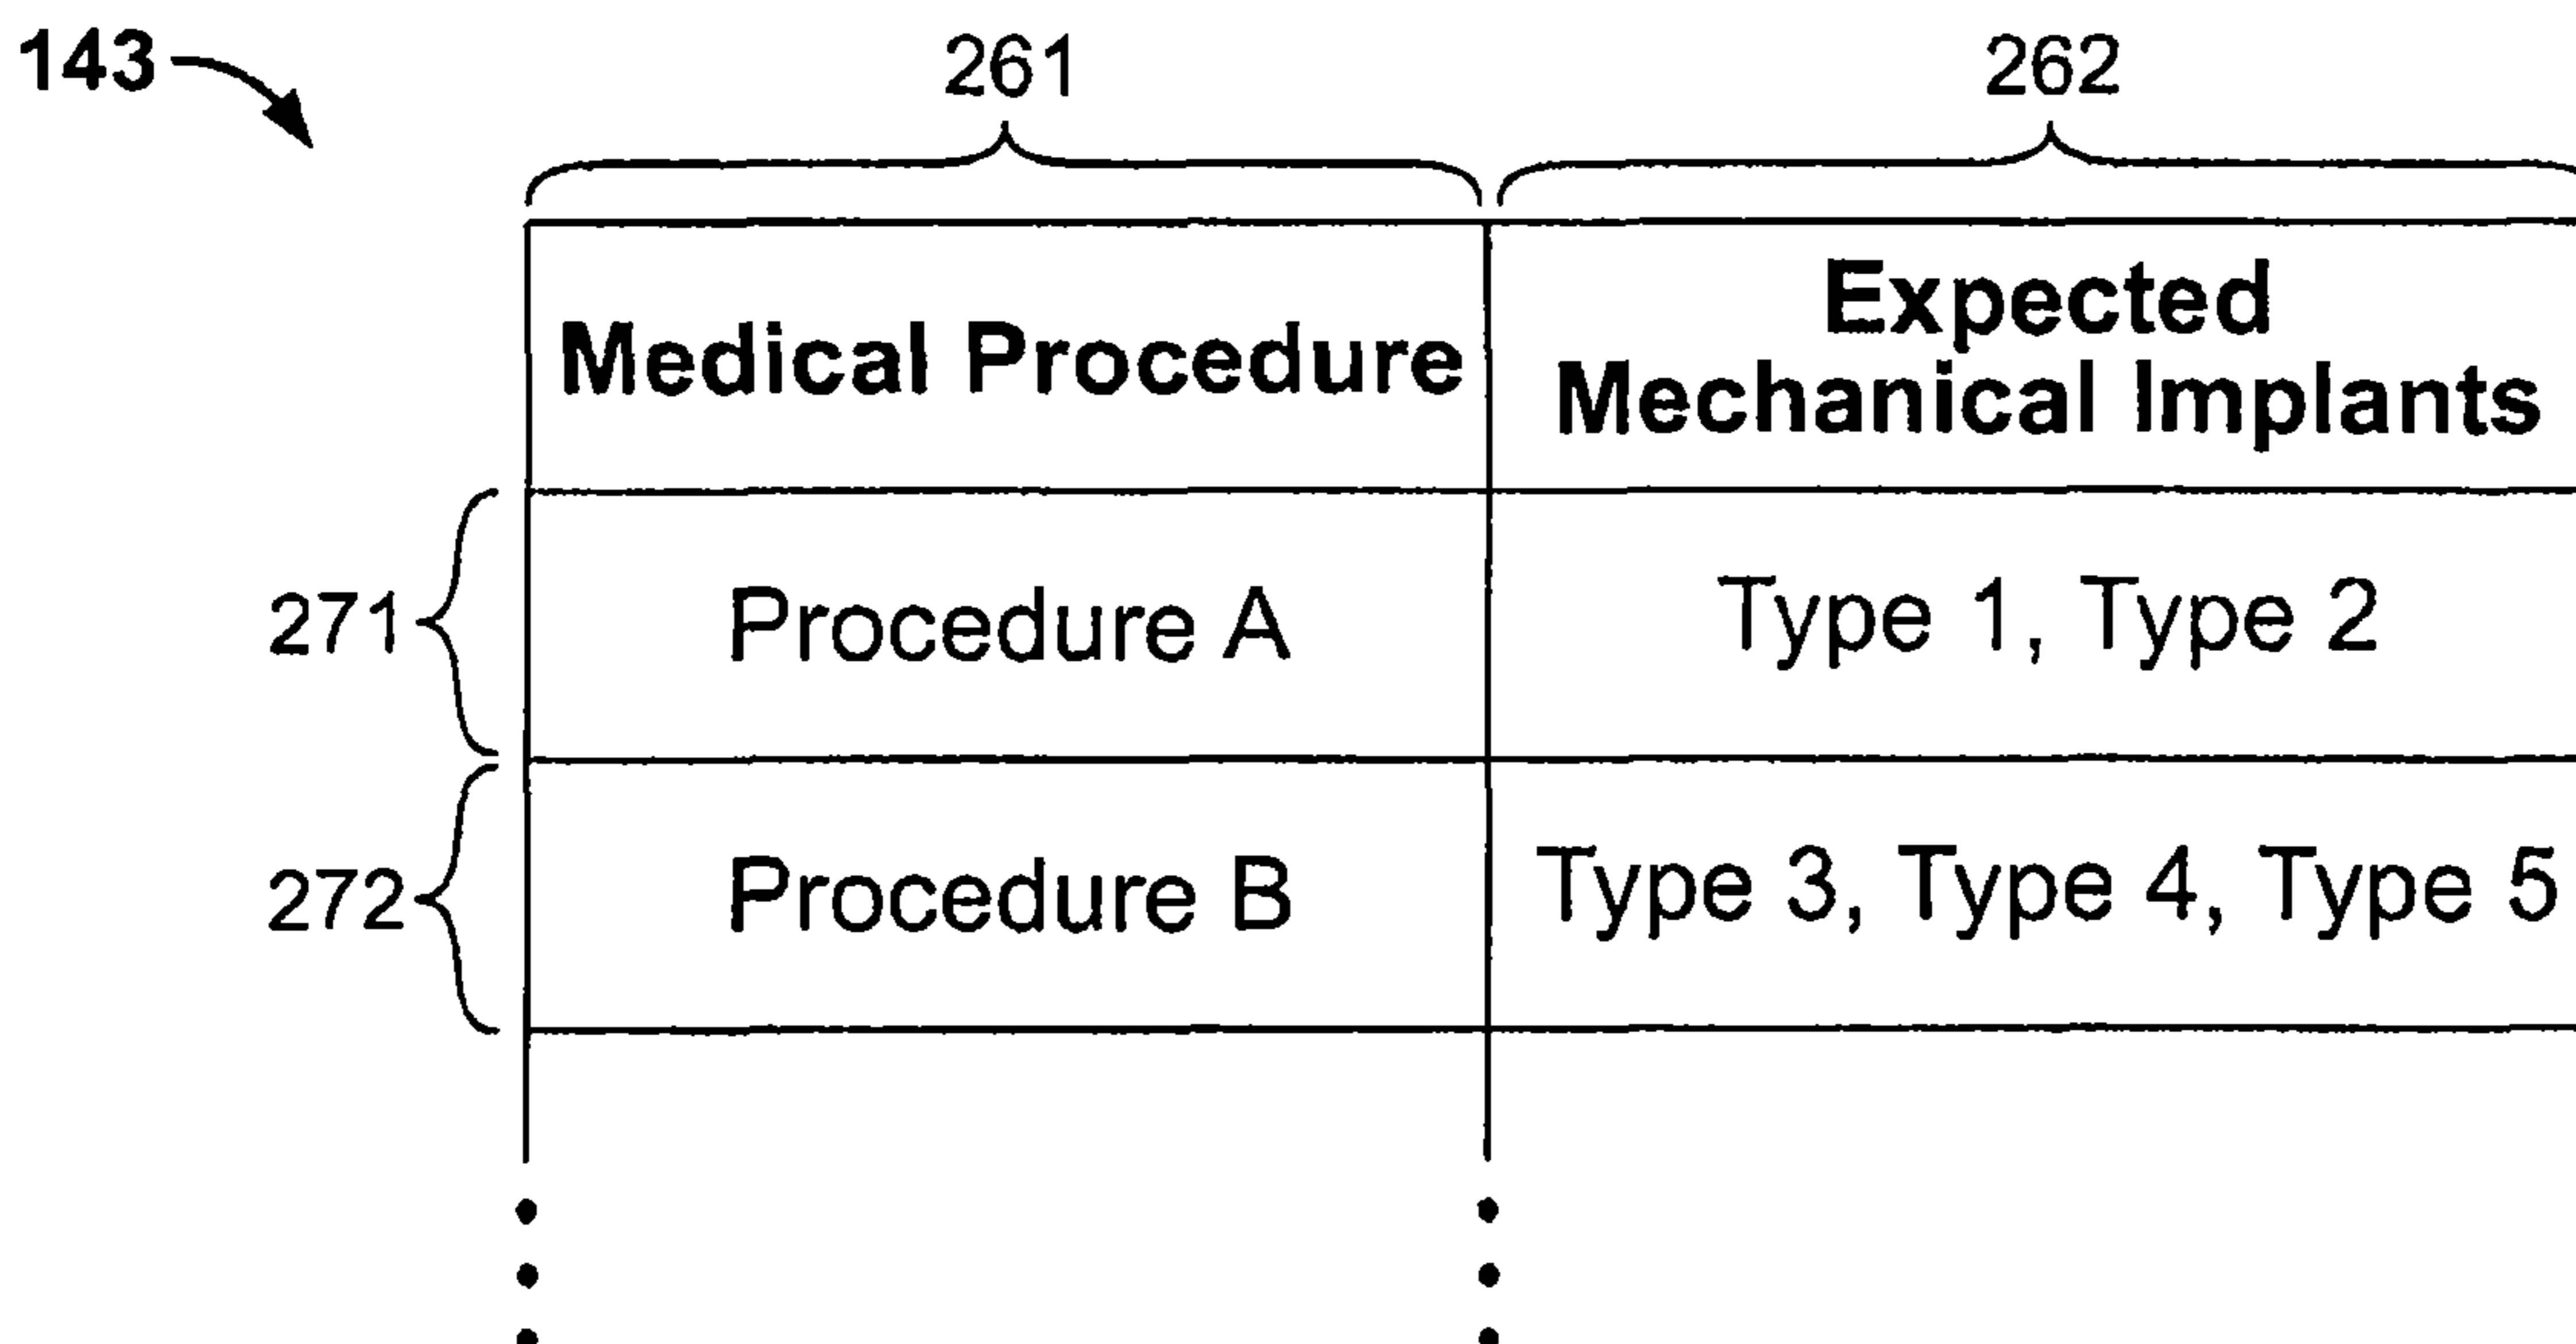 143
261
262
Medical Procedure
Expected
Mechanical Implants
271
Procedure A
Type 1, Type 2
272
Procedure B
Type 3, Type 4, Type 5